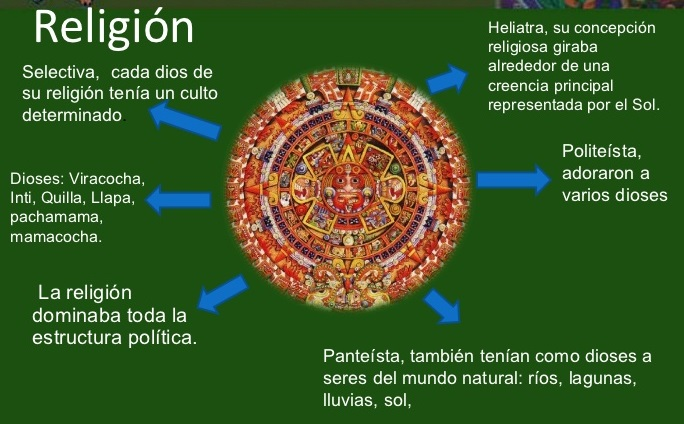 Religión
Selectiva, cada dios de
su religión tenía un culto
determinado
Heliatra, su concepción
religiosa giraba
alrededor de una
creencia principal
representada por el Sol.
Dioses: Viracocha,
Inti, Quilla, Llapa,
pachamama,
mamacocha.
Politeísta,
adoraron a
varios dioses
La religión
dominaba toda la
estructura política.
Panteísta, también tenían como dioses a
seres del mundo natural: ríos, lagunas,
lluvias, sol,